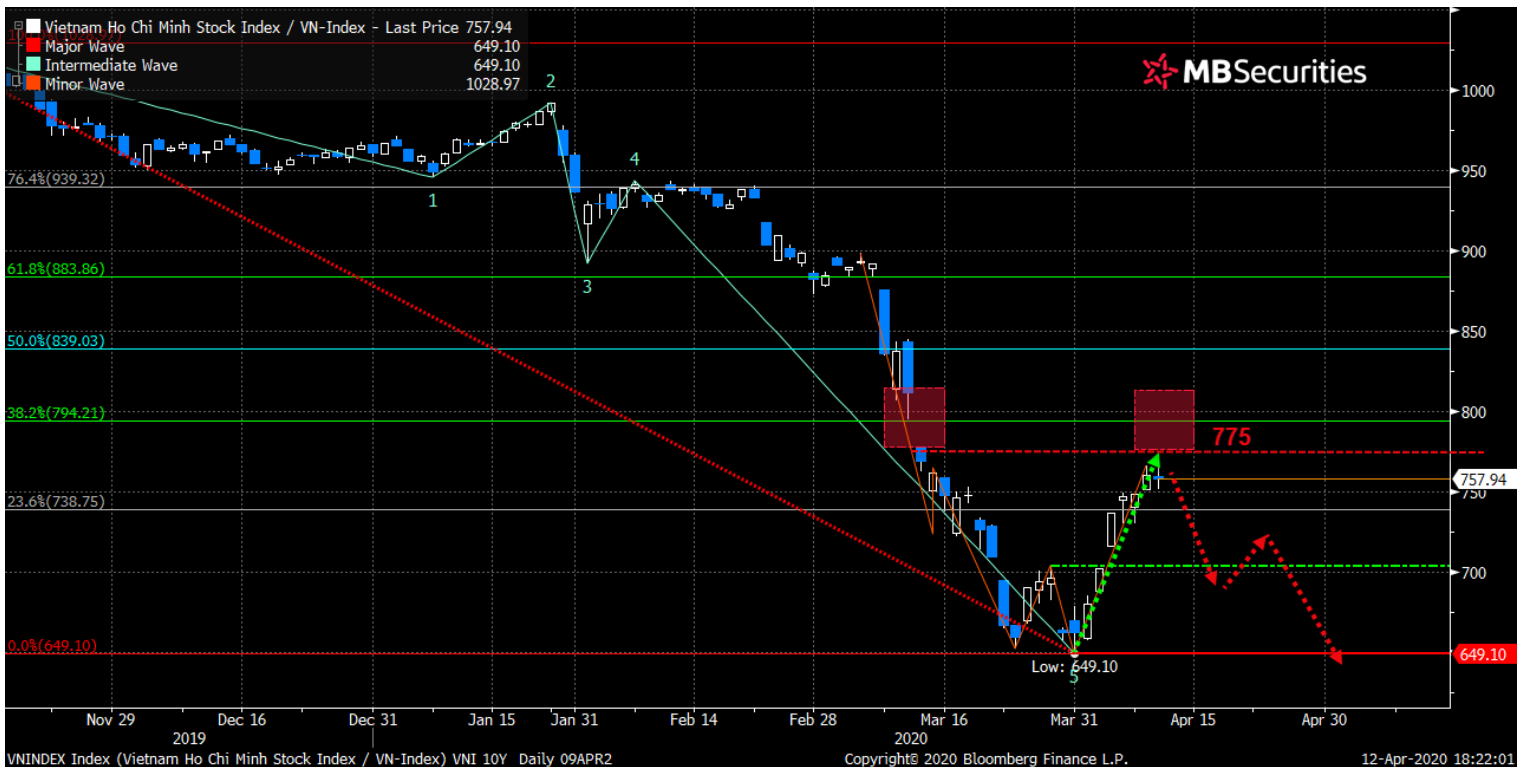 Vietnam Ho Chi Minh Stock Index / VN-Index - Last Price 757.94
Major Wave 649.10
Intermediate Wave 649.10
Minor Wave 1028.97
MBSecurities
1000
950
900
850
800
757.94
750
700
649.10
76.4%(939.32)
61.8%(883.86)
50.0%(839.03)
38.2%(794.21)
23.6%(738.75)
0.0%(649.10)
1
2
3
4
5
775
Low: 649.10
Nov 29 Dec 16 Dec 31 Jan 15 Jan 31 Feb 14 Feb 28 Mar 16 Mar 31 Apr 15 Apr 30
2019 2020
VNINDEX Index (Vietnam Ho Chi Minh Stock Index / VN-Index) VNI 10Y Daily 09APR2 Copyright© 2020 Bloomberg Finance L.P. 12-Apr-2020 18:22:01